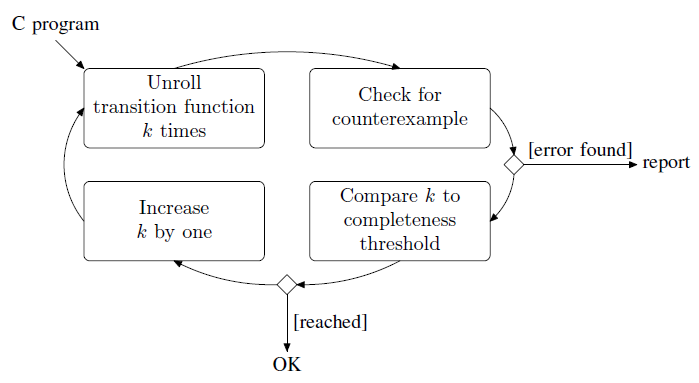 C program
Unroll
transition function
k times
Check for
counterexample
[error found]
report
Increase
k by one
Compare k to
completeness
threshold
[reached]
OK